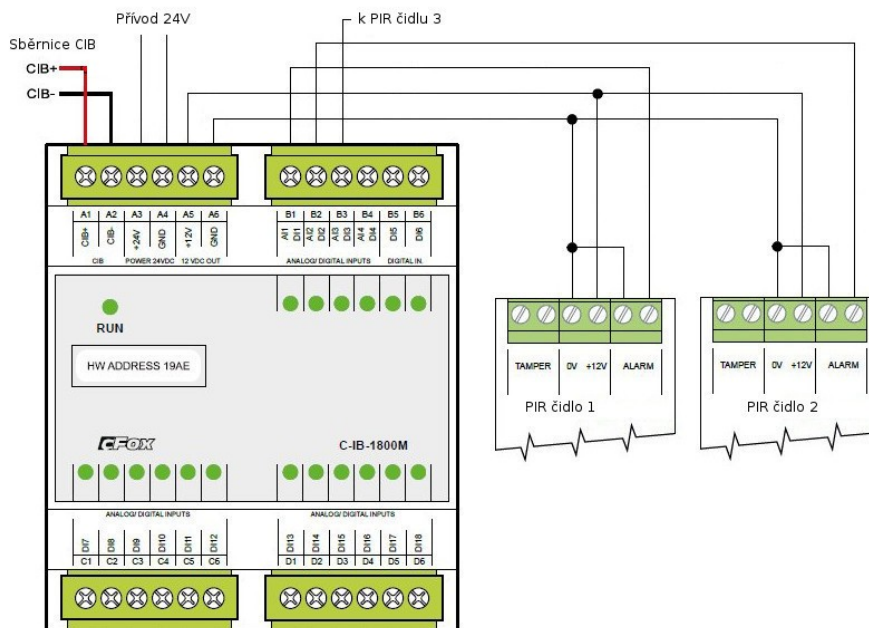 Přívod 24V
k PIR čidlu 3
Sběrnice CIB
CIB+
CIB-
A1 A2 A3 A4 A5 A6
CIB+ CIB- +24V GND +12V GND
CIB POWER 24VDC 12 VDC OUT
B1 B2 B3 B4 B5 B6
AI1 DI1 AI2 DI2 AI3 DI3 AI4 DI4 DI5 DI6
ANALOG/ DIGITAL INPUTS DIGITAL IN.
RUN
HW ADDRESS 19AE
CFOX
C-IB-1800M
ANALOG/ DIGITAL INPUTS
DI7 DI8 DI9 DI10 DI11 DI12
C1 C2 C3 C4 C5 C6
ANALOG/ DIGITAL INPUTS
DI13 DI14 DI15 DI16 DI17 DI18
D1 D2 D3 D4 D5 D6
TAMPER 0V +12V ALARM
PIR čidlo 1
TAMPER 0V +12V ALARM
PIR čidlo 2